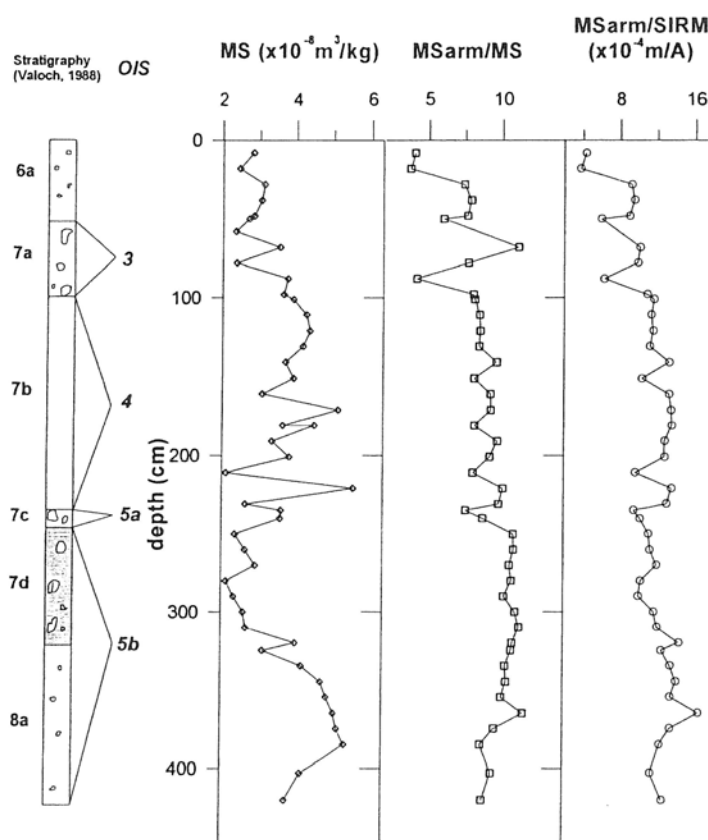 Stratigraphy
(Valoch, 1988)
OIS
MS (x10⁻⁸m³/kg)
MSarm/MS
MSarm/SIRM
(x10⁻⁴m/A)
2 4 6
5 10
8 16
0
100
200
300
400
depth (cm)
6a
7a
7b
7c
7d
8a
3
4
5a
5b